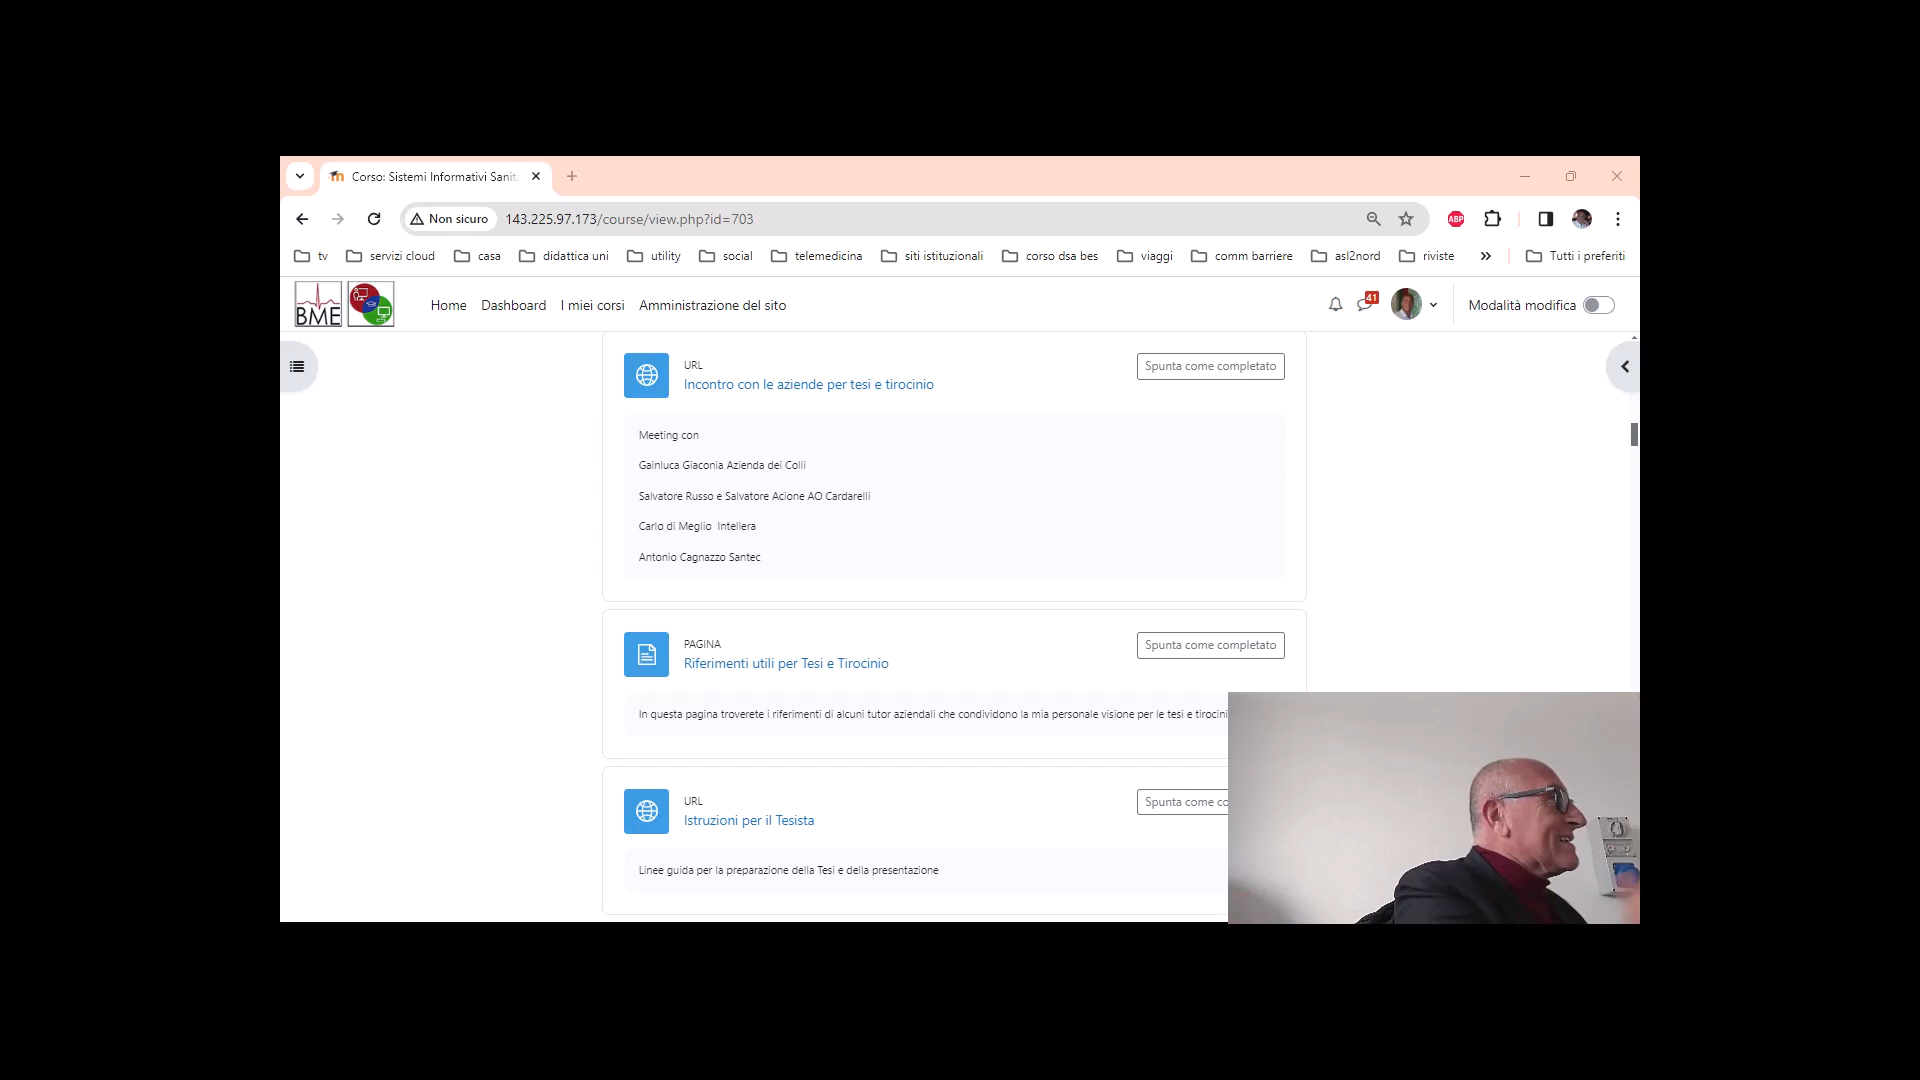 Corso: Sistemi Informativi Sanit
Non sicuro
143.225.97.173/course/view.php?id=703
ABP
tv
servizi cloud
casa
didattica uni
utility
social
telemedicina
siti istituzionali
corso dsa bes
viaggi
comm barriere
asl2nord
riviste
Tutti i preferiti
BME
Home
Dashboard
I miei corsi
Amministrazione del sito
41
Modalità modifica
URL
Incontro con le aziende per tesi e tirocinio
Spunta come completato
Meeting con
Gainluca Giaconia Azienda dei Colli
Salvatore Russo e Salvatore Acione AO Cardarelli
Carlo di Meglio Intellera
Antonio Cagnazzo Santec
PAGINA
Riferimenti utili per Tesi e Tirocinio
Spunta come completato
In questa pagina troverete i riferimenti di alcuni tutor aziendali che condividono la mia personale visione per le tesi e tirocini
URL
Istruzioni per il Tesista
Spunta come co
Linee guida per la preparazione della Tesi e della presentazione